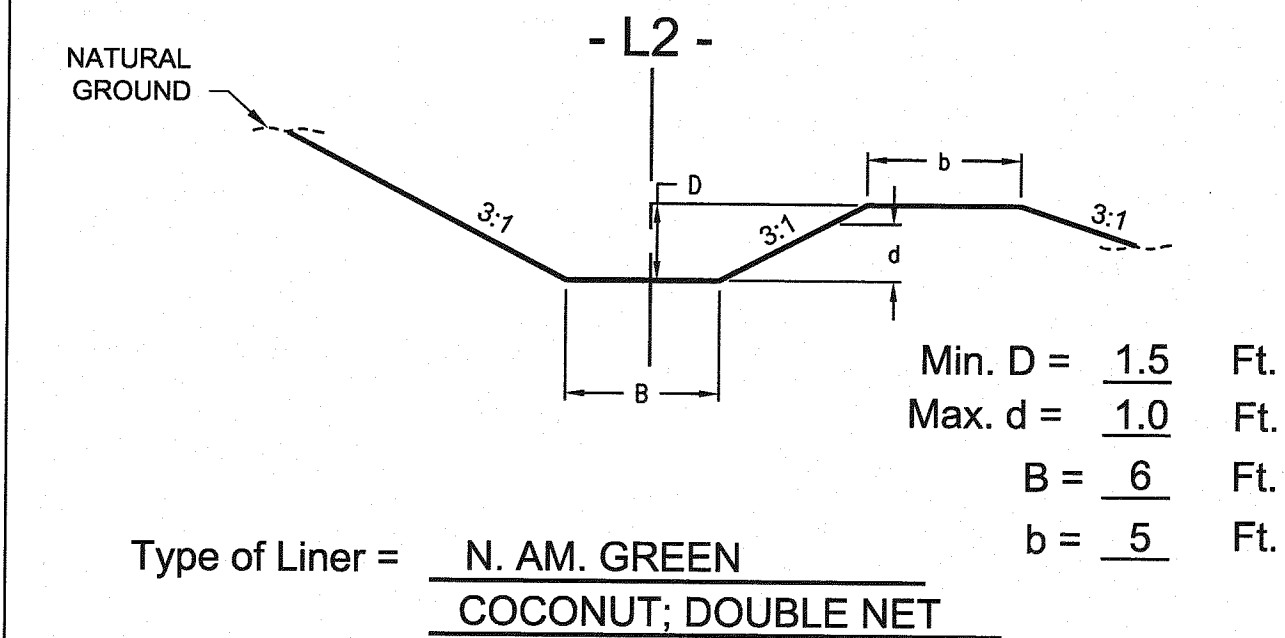 - L2 -
NATURAL
GROUND
3:1
D
3:1
d
b
3:1
B
Min. D = 1.5 Ft.
Max. d = 1.0 Ft.
B = 6 Ft.
b = 5 Ft.
Type of Liner = N. AM. GREEN
COCONUT; DOUBLE NET